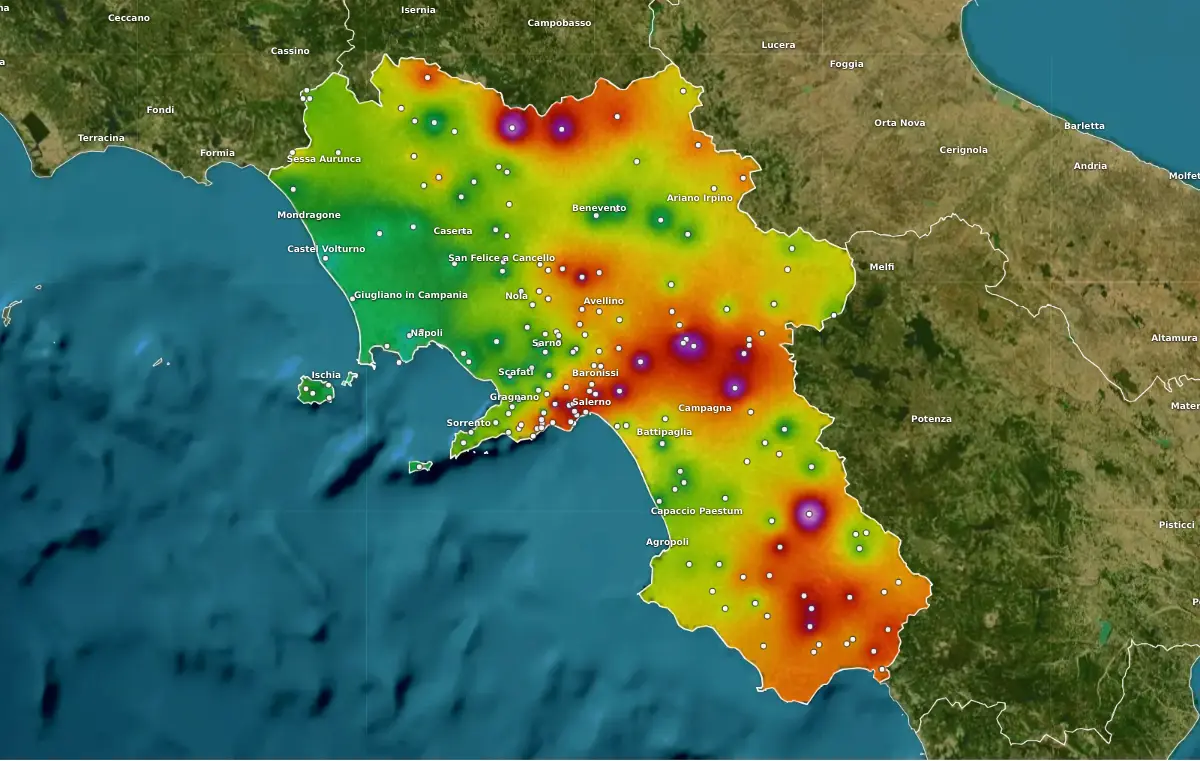 Isernia
Ceccano
Campobasso
Cassino
Lucera
Foggia
Fondi
Orta Nova
Barletta
Terracina
Cerignola
Formia
Sessa Aurunca
Andria
Molfet
Ariano Irpino
Benevento
Mondragone
Caserta
Castel Volturno
San Felice a Cancello
Melfi
Giugliano in Campania
Nola
Avellino
Napoli
Sarno
Altamura
Scafati
Baronissi
Ischia
Gragnano
Salerno
Campagna
Mater
Sorrento
Battipaglia
Potenza
Capaccio Paestum
Pisticci
Agropoli